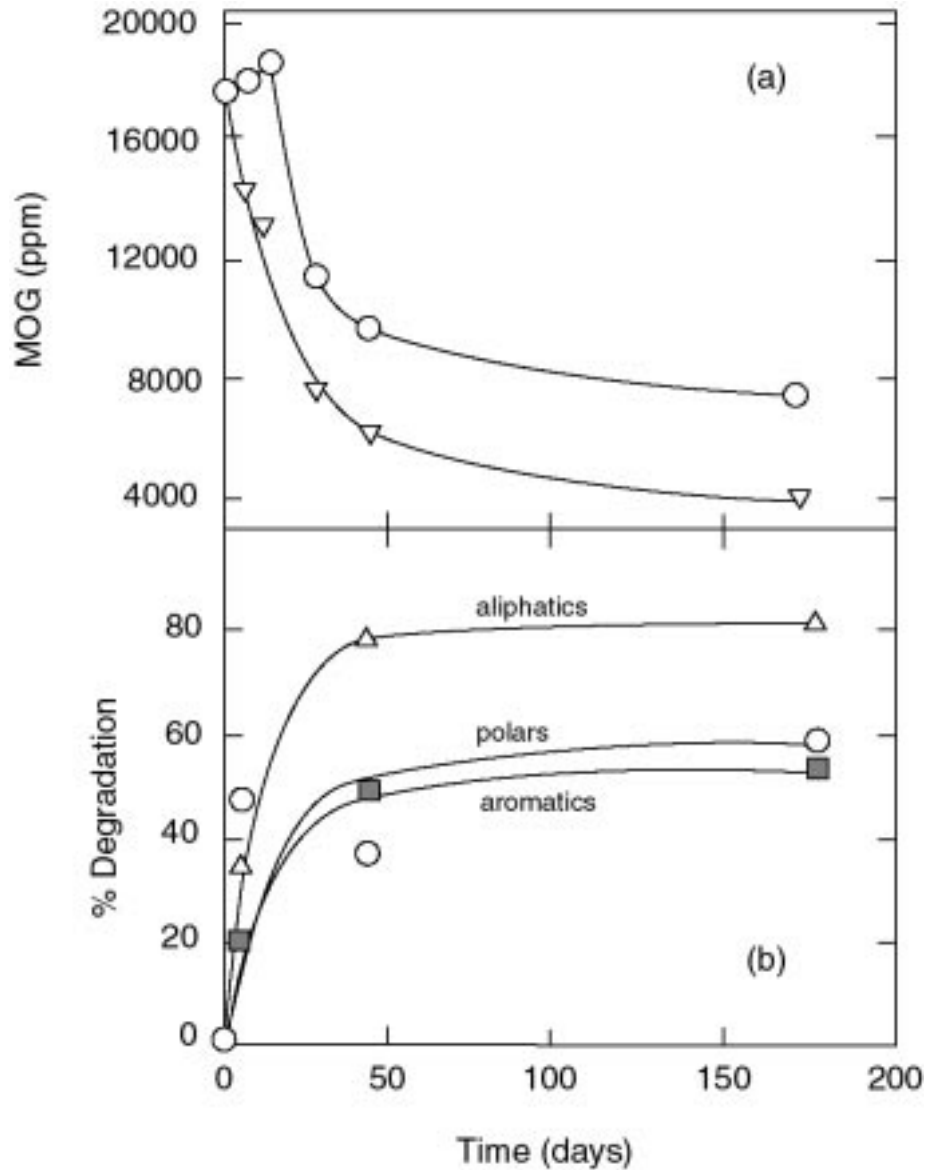 20000
(a)
16000
MOG (ppm)
12000
8000
4000
aliphatics
80
% Degradation
60
polars
aromatics
40
20
(b)
0
0 50 100 150 200
Time (days)